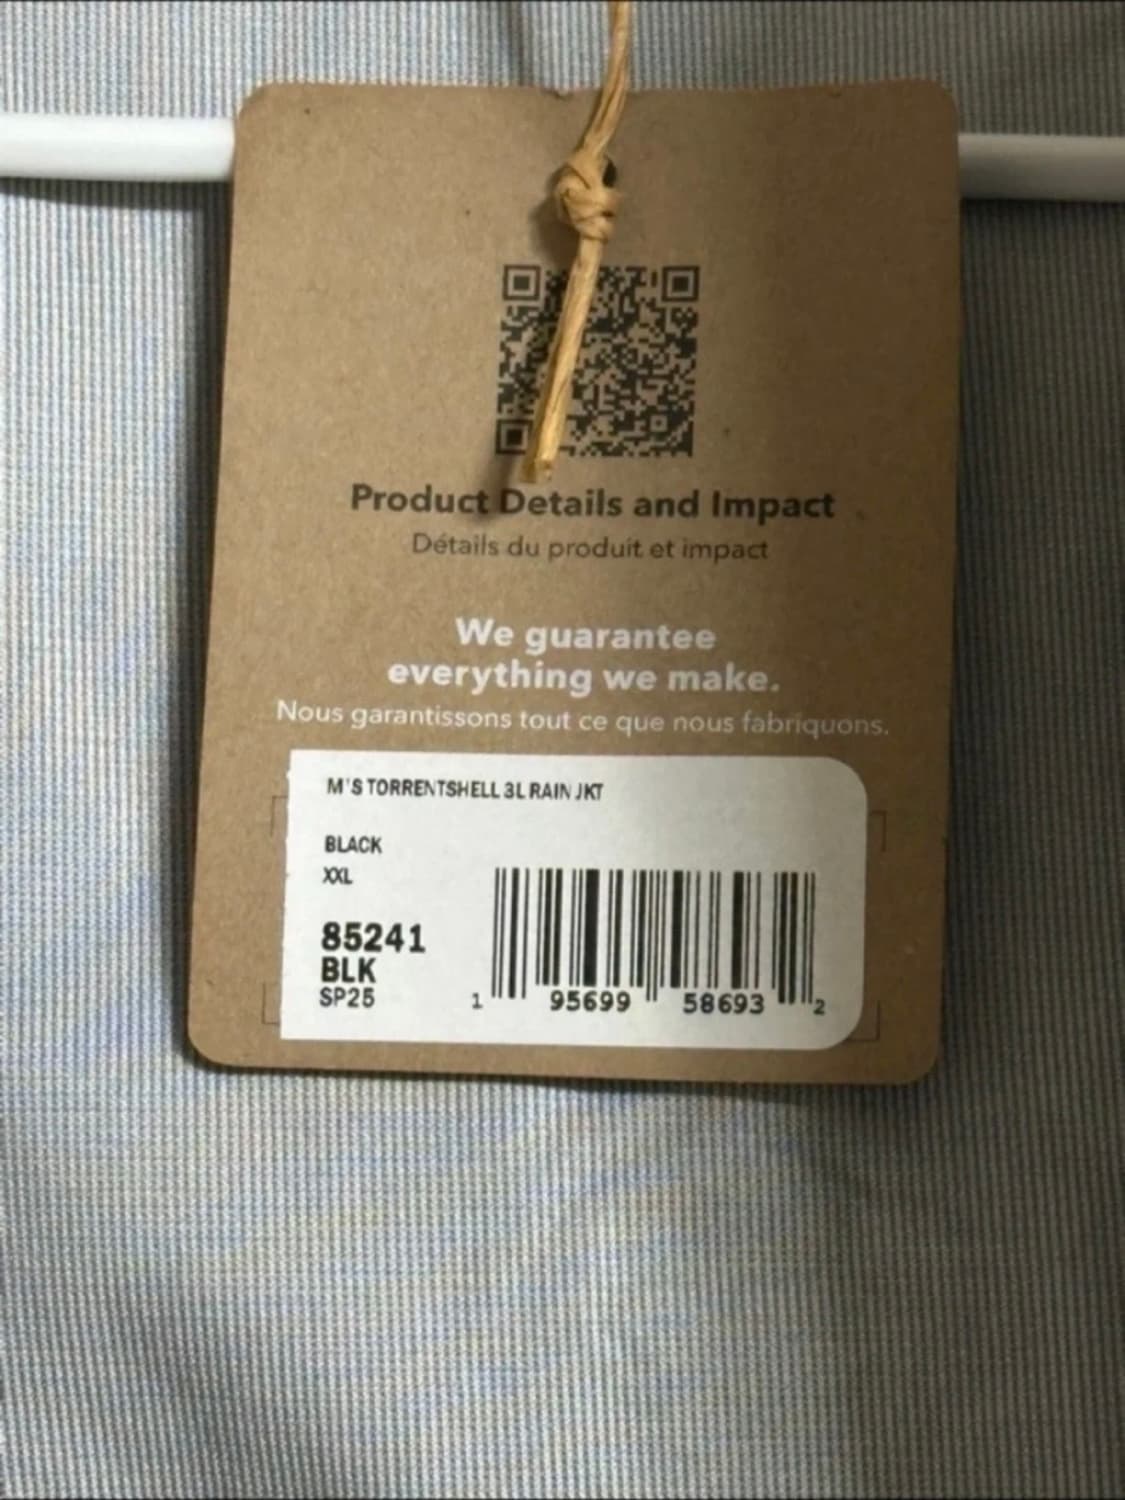 Product Details and Impact
Détails du produit et impact
We guarantee
everything we make.
Nous garantissons tout ce que nous fabriquons.
M'S TORRENTSHELL 3L RAIN JKT
BLACK
XXL
85241
BLK
SP25
1 95699 58693 2